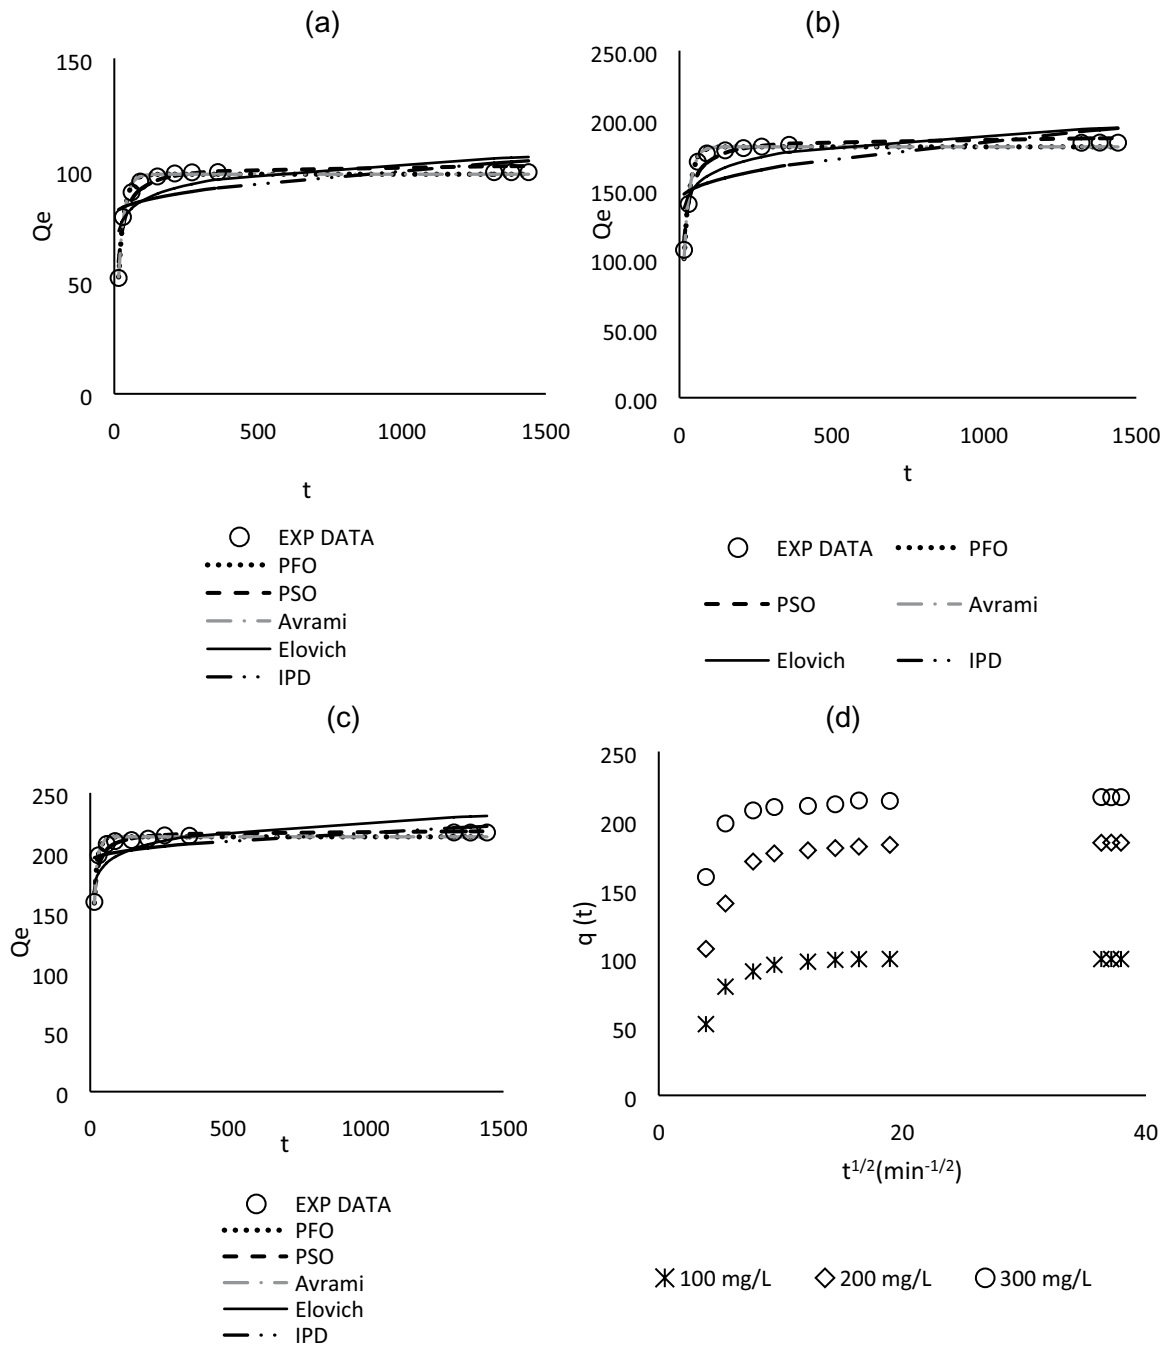 (a)
150
100
50
0
Qe
0 500 1000 1500
t
EXP DATA
PFO
PSO
Avrami
Elovich
IPD
(b)
250.00
200.00
150.00
100.00
50.00
0.00
Qe
0 500 1000 1500
t
EXP DATA PFO
PSO Avrami
Elovich IPD
(c)
250
200
150
100
50
0
Qe
0 500 1000 1500
t
EXP DATA
PFO
PSO
Avrami
Elovich
IPD
(d)
250
200
150
100
50
0
q (t)
0 20 40
t^1/2(min^-1/2)
100 mg/L 200 mg/L 300 mg/L